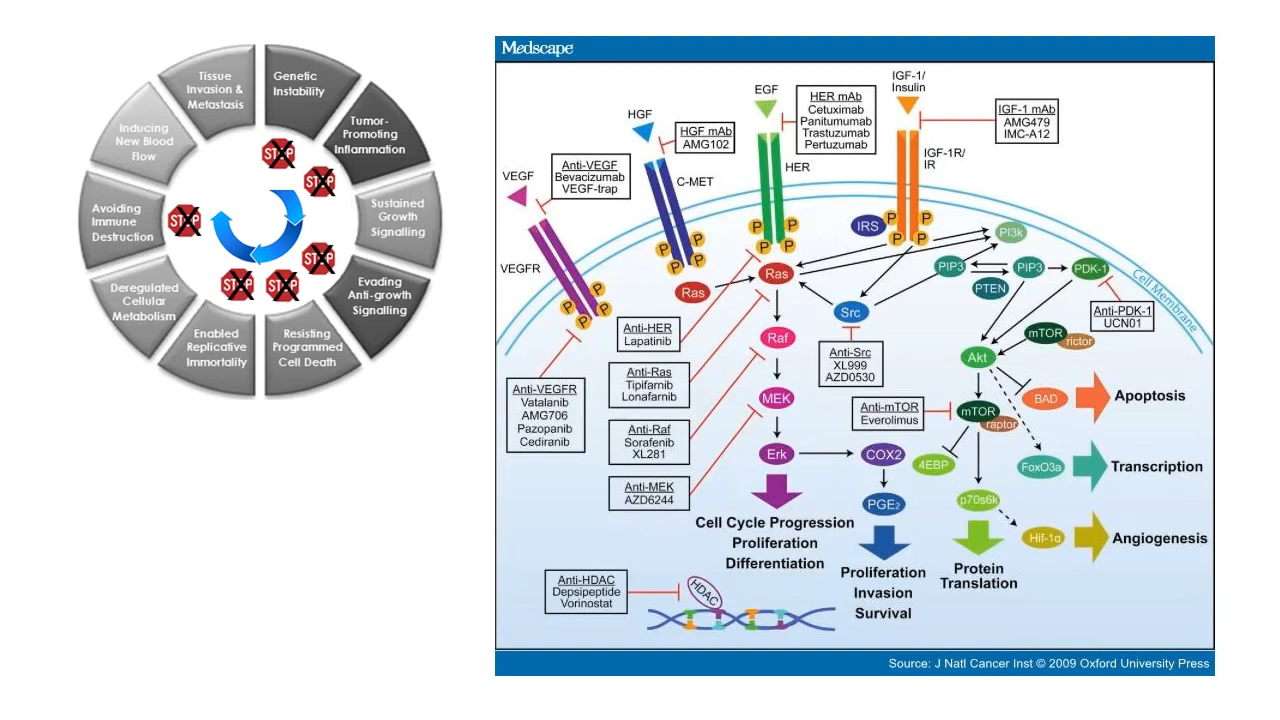 Tissue
Invasion &
Metastasis
Genetic
Instability
Tumor-
Promoting
Inflammation
Sustained
Growth
Signalling
Evading
Anti-growth
Signalling
Resisting
Programmed
Cell Death
Enabled
Replicative
Immortality
Deregulated
Cellular
Metabolism
Avoiding
Immune
Destruction
Inducing
New Blood
Flow
STOP
STOP
STOP
STOP
STOP
STOP
Medscape
VEGF
Anti-VEGF
Bevacizumab
VEGF-trap
VEGFR
P
P
P
P
HGF
HGF mAb
AMG102
C-MET
P
P
P
P
EGF
HER mAb
Cetuximab
Panitumumab
Trastuzumab
Pertuzumab
HER
P
P
P
P
IGF-1/
Insulin
IGF-1 mAb
AMG479
IMC-A12
IGF-1R/
IR
P
P
P
P
IRS
PI3k
Cell Membrane
Ras
Ras
PIP3
PIP3
PTEN
PDK-1
Anti-PDK-1
UCN01
Src
Anti-Src
XL999
AZD0530
Anti-HER
Lapatinib
Anti-Ras
Tipifarnib
Lonafarnib
Anti-Raf
Sorafenib
XL281
Anti-MEK
AZD6244
Anti-VEGFR
Vatalanib
AMG706
Pazopanib
Cediranib
Raf
MEK
Erk
COX2
PGE2
mTOR
rictor
Akt
Anti-mTOR
Everolimus
mTOR
raptor
BAD
Apoptosis
4EBP
FoxO3a
Transcription
p70s6k
Hif-1α
Angiogenesis
Cell Cycle Progression
Proliferation
Differentiation
Proliferation
Invasion
Survival
Protein
Translation
Anti-HDAC
Depsipeptide
Vorinostat
HDAC
Source: J Natl Cancer Inst © 2009 Oxford University Press